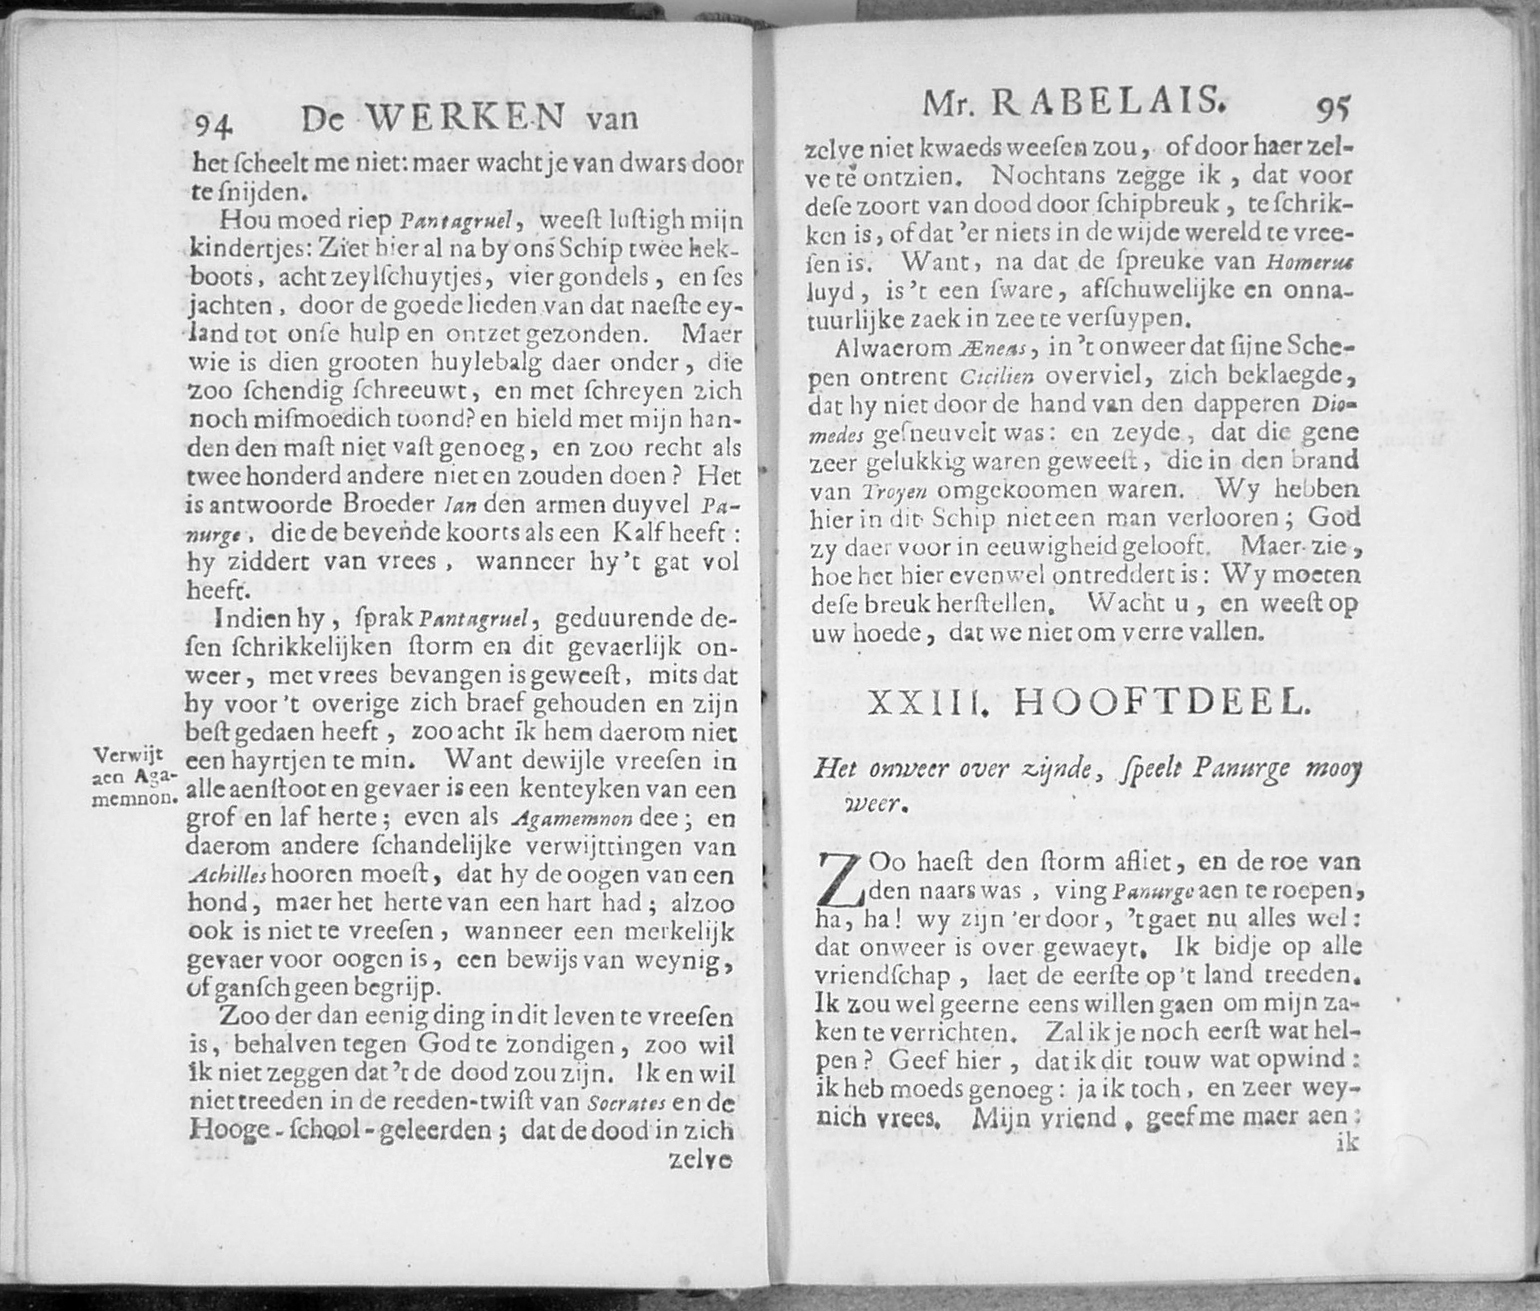 94 De WERKEN van
het ſcheelt me niet: maer wacht je van dwars door
te ſnijden.
Hou moed riep Pantagruel, weeſt luſtigh mijn
kindertjes: Ziet hier al na by ons Schip twee hek-
boots, acht zeylſchuytjes, vier gondels, en ſes
jachten, door de goede lieden van dat naeſte ey-
land tot onſe hulp en ontzet gezonden. Maer
wie is dien grooten huylebalg daer onder, die
zoo ſchendig ſchreeuwt, en met ſchreyen zich
noch miſmoedich toond? en hield met mijn han-
den den maſt niet vaſt genoeg, en zoo recht als
twee honderd andere niet en zouden doen? Het
is antwoorde Broeder Ian den armen duyvel Pa-
nurge, die de bevende koorts als een Kalf heeft:
hy ziddert van vrees, wanneer hy 't gat vol
heeft.
Indien hy, ſprak Pantagruel, geduurende de-
ſen ſchrikkelijken ſtorm en dit gevaerlijk on-
weer, met vrees bevangen is geweeſt, mits dat
hy voor 't overige zich braef gehouden en zijn
beſt gedaen heeft, zoo acht ik hem daerom niet
een hayrtjen te min. Want dewijle vreeſen in
alle aenſtoot en gevaer is een kenteyken van een
grof en laf herte; even als Agamemnon dee; en
daerom andere ſchandelijke verwijttingen van
Achilles hooren moeſt, dat hy de oogen van een
hond, maer het herte van een hart had; alzoo
ook is niet te vreeſen, wanneer een merkelijk
gevaer voor oogen is, een bewijs van weynig,
of ganſch geen begrijp.
Zoo der dan eenig ding in dit leven te vreeſen
is, behalven tegen God te zondigen, zoo wil
ik niet zeggen dat 't de dood zou zijn. Ik en wil
niet treeden in de reeden-twiſt van Socrates en de
Hooge-ſchool-geleerden; dat de dood in zich
zelve
Verwijt
aen Aga-
memnon.
Mr. RABELAIS. 95
zelve niet kwaeds weeſen zou, of door haer zel-
ve te ontzien. Nochtans zegge ik, dat voor
deſe zoort van dood door ſchipbreuk, te ſchrik-
ken is, of dat 'er niets in de wijde wereld te vree-
ſen is. Want, na dat de ſpreuke van Homerus
luyd, is 't een ſware, afſchuwelijke en onna-
tuurlijke zaek in zee te verſuypen.
Alwaerom Æneas, in 't onweer dat ſijne Sche-
pen ontrent Cicilien overviel, zich beklaegde,
dat hy niet door de hand van den dapperen Dio-
medes geſneuvelt was: en zeyde, dat die gene
zeer gelukkig waren geweeſt, die in den brand
van Troyen omgekoomen waren. Wy hebben
hier in dit Schip niet een man verlooren; God
zy daer voor in eeuwigheid gelooft. Maer zie,
hoe het hier evenwel ontreddert is: Wy moeten
deſe breuk herſtellen. Wacht u, en weeſt op
uw hoede, dat we niet om verre vallen.
XXIII. HOOFTDEEL.
Het onweer over zijnde, ſpeelt Panurge mooy
weer.
ZOo haeſt den ſtorm afliet, en de roe van
den naars was, ving Panurge aen te roepen,
ha, ha! wy zijn 'er door, 't gaet nu alles wel:
dat onweer is over gewaeyt. Ik bidje op alle
vriendſchap, laet de eerſte op 't land treeden.
Ik zou wel geerne eens willen gaen om mijn za-
ken te verrichten. Zal ik je noch eerſt wat hel-
pen? Geef hier, dat ik dit touw wat opwind:
ik heb moeds genoeg: ja ik toch, en zeer wey-
nich vrees. Mijn vriend, geef me maer aen:
ik